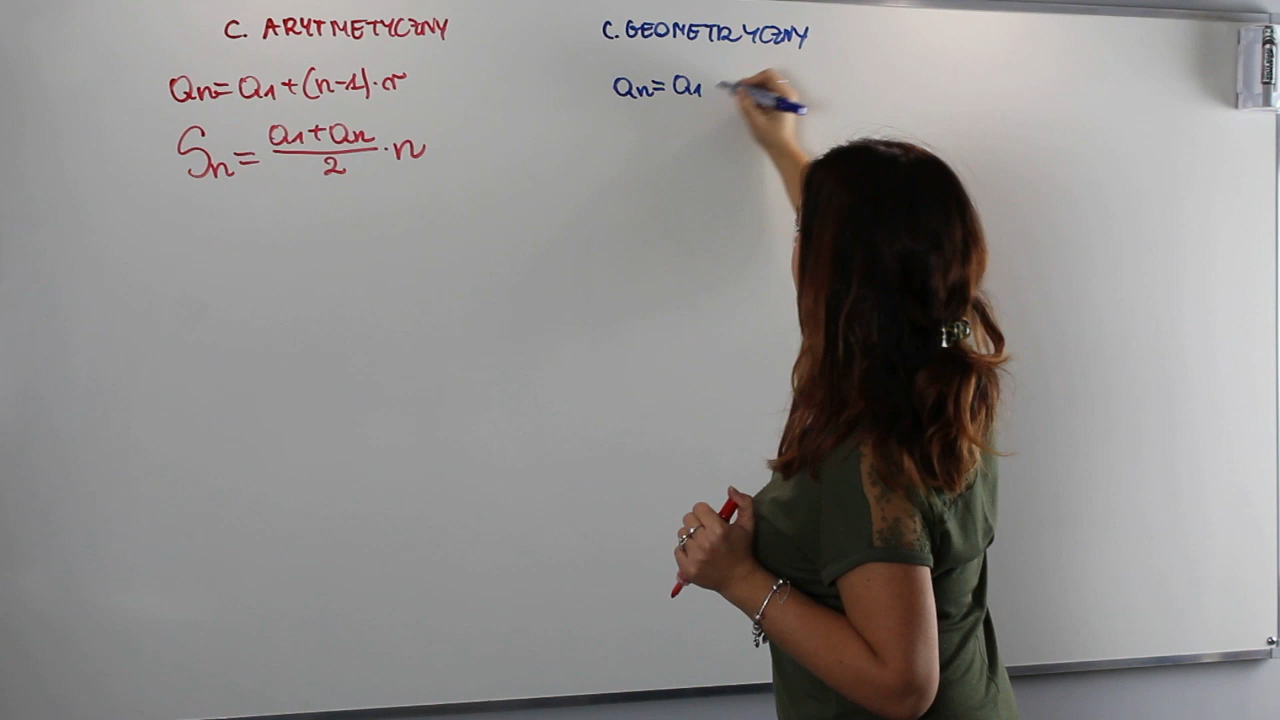 C. ARYTMETYCZNY
an = a1 + (n-1)·r
Sn = a1 + an / 2 · n
C. GEOMETRYCZNY
an = a1